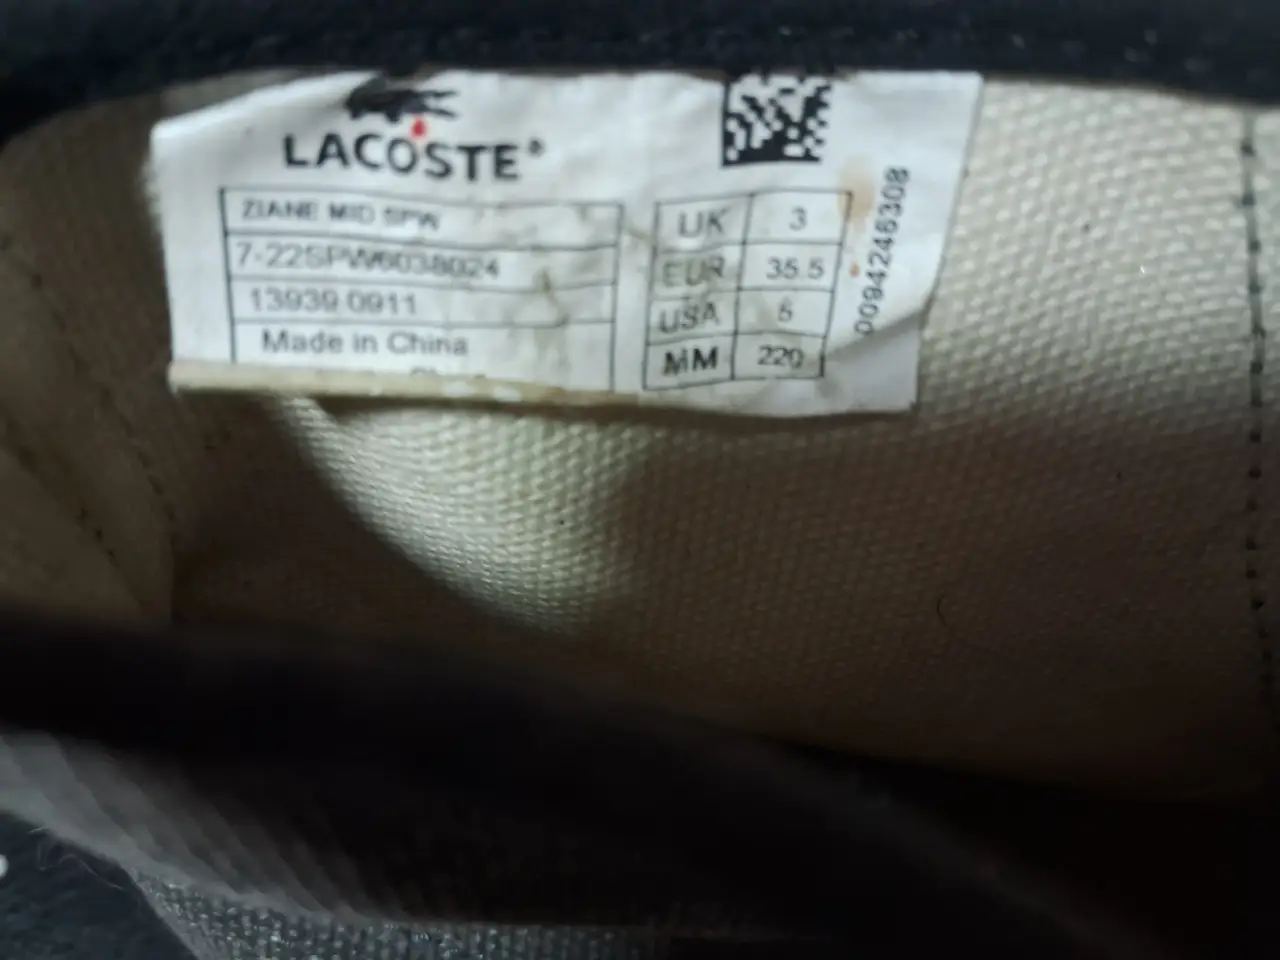 LACOSTE®
ZIANE MID SPW
7-22SPW6038024
13939 0911
Made in China
UK 3
EUR 35.5
USA 5
MM 220
0094246308